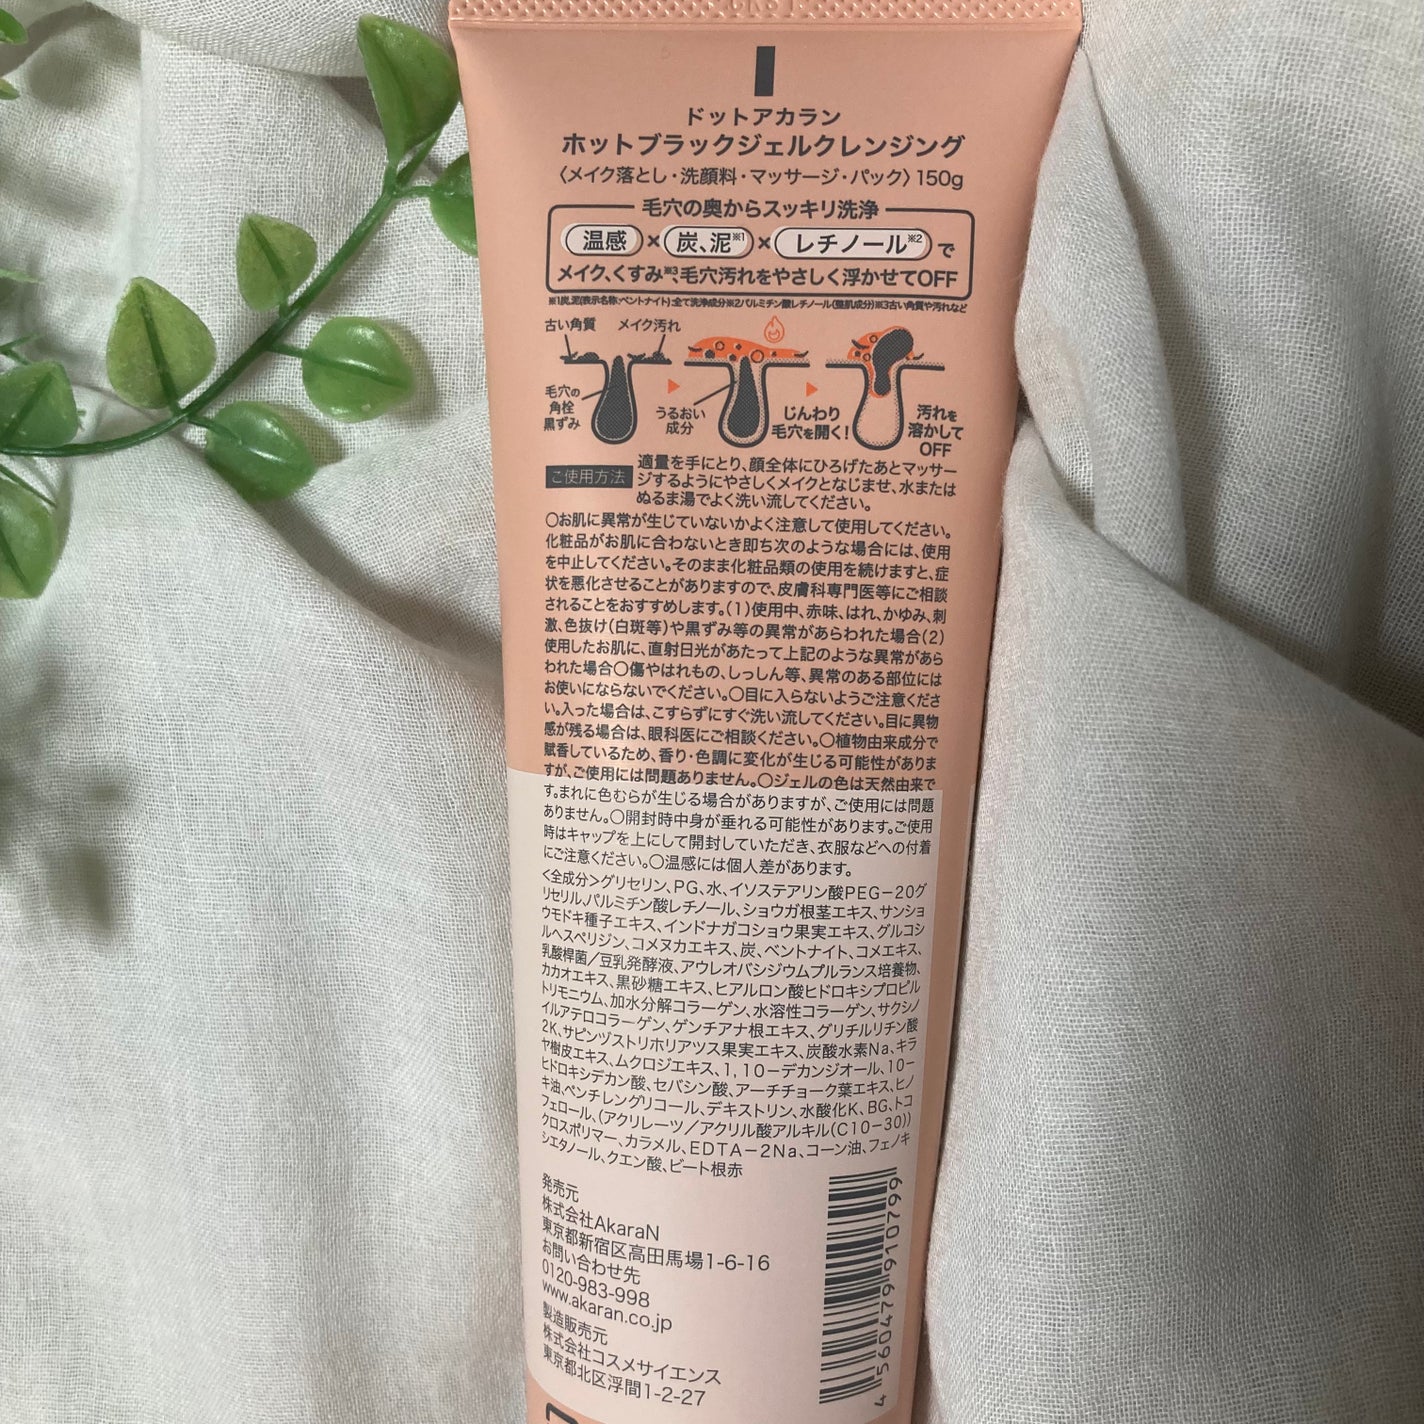 ドットアカラン
ホットブラックジェルクレンジング
〈メイク落とし・洗顔料・マッサージ・パック〉150g
毛穴の奥からスッキリ洗浄
温感×炭、泥※1×レチノール※2で
メイク、くすみ※3、毛穴汚れをやさしく浮かせてOFF
※1炭、泥(表示名称:ベントナイト):全て洗浄成分※2パルミチン酸レチノール(整肌成分)※3古い角質や汚れなど
古い角質 メイク汚れ
毛穴の
角栓
黒ずみ
うるおい
成分
じんわり
毛穴を開く!
汚れを
溶かして
OFF
ご使用方法
適量を手にとり、顔全体にひろげたあとマッサー
ジするようにやさしくメイクとなじませ、水または
ぬるま湯でよく洗い流してください。
〇お肌に異常が生じていないかよく注意して使用してください。
化粧品がお肌に合わないとき即ち次のような場合には、使用
を中止してください。そのまま化粧品類の使用を続けますと、症
状を悪化させることがありますので、皮膚科専門医等にご相談
されることをおすすめします。(1)使用中、赤味、はれ、かゆみ、刺
激、色抜け(白斑等)や黒ずみ等の異常があらわれた場合(2)
使用したお肌に、直射日光があたって上記のような異常があら
われた場合〇傷やはれもの、しっしん等、異常のある部位には
お使いにならないでください。〇目に入らないようご注意くださ
い。入った場合は、こすらずにすぐ洗い流してください。目に異物
感が残る場合は、眼科医にご相談ください。〇植物由来成分で
賦香しているため、香り・色調に変化が生じる可能性がありま
すが、ご使用には問題ありません。〇ジェルの色は天然由来で
す。まれに色むらが生じる場合がありますが、ご使用には問題
ありません。〇開封時中身が垂れる可能性があります。ご使用
時はキャップを上にして開封していただき、衣服などへの付着
にご注意ください。〇温感には個人差があります。
<全成分>グリセリン、PG、水、イソステアリン酸PEG-20グ
リセリル、パルミチン酸レチノール、ショウガ根茎エキス、サンショ
ウモドキ種子エキス、インドナガコショウ果実エキス、グルコシ
ルヘスペリジン、コメヌカエキス、炭、ベントナイト、コメエキス、
乳酸桿菌/豆乳発酵液、アウレオバシジウムプルランス培養物、
カカオエキス、黒砂糖エキス、ヒアルロン酸ヒドロキシプロピル
トリモニウム、加水分解コラーゲン、水溶性コラーゲン、サクシノ
イルアテロコラーゲン、ゲンチアナ根エキス、グリチルリチン酸
2K、サピンヅストリホリアツス果実エキス、炭酸水素Na、キラ
ヤ樹皮エキス、ムクロジエキス、1,10-デカンジオール、10-
ヒドロキシデカン酸、セバシン酸、アーチチョーク葉エキス、ヒノ
キ油、ペンチレングリコール、デキストリン、水酸化K、BG、トコ
フェロール、(アクリレーツ/アクリル酸アルキル(C10-30))
クロスポリマー、カラメル、EDTA-2Na、コーン油、フェノキ
シエタノール、クエン酸、ビート根赤
発売元
株式会社AkaraN
東京都新宿区高田馬場1-6-16
お問い合わせ先
0120-983-998
www.akaran.co.jp
製造販売元
株式会社コスメサイエンス
東京都北区浮間1-2-27
4 560479 910799